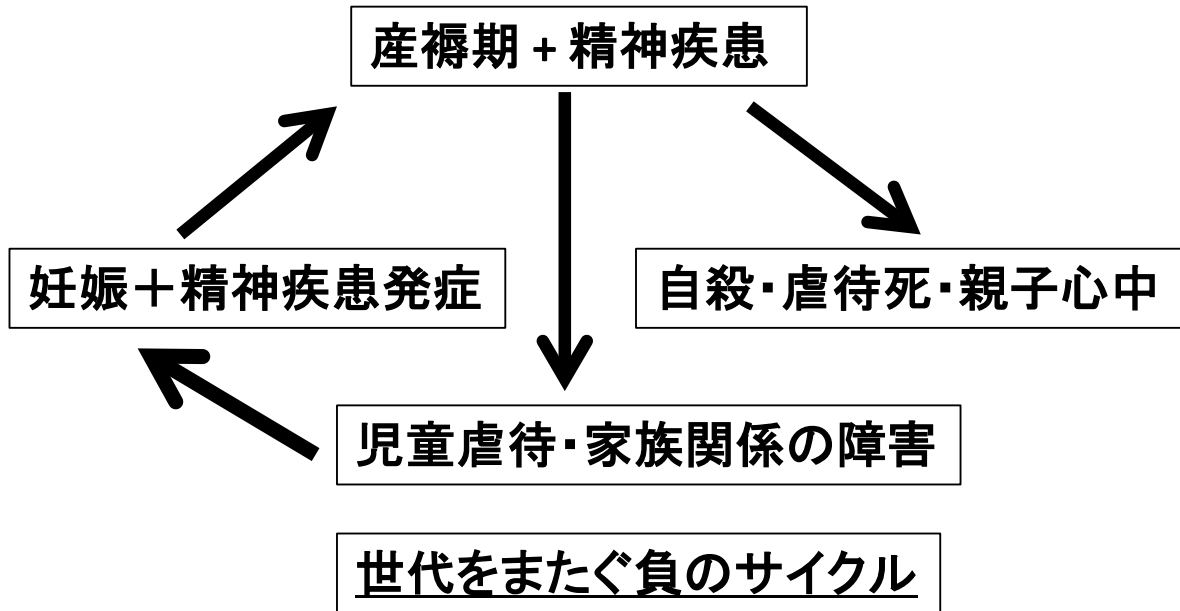 産褥期 + 精神疾患
妊娠＋精神疾患発症
自殺・虐待死・親子心中
児童虐待・家族関係の障害
世代をまたぐ負のサイクル